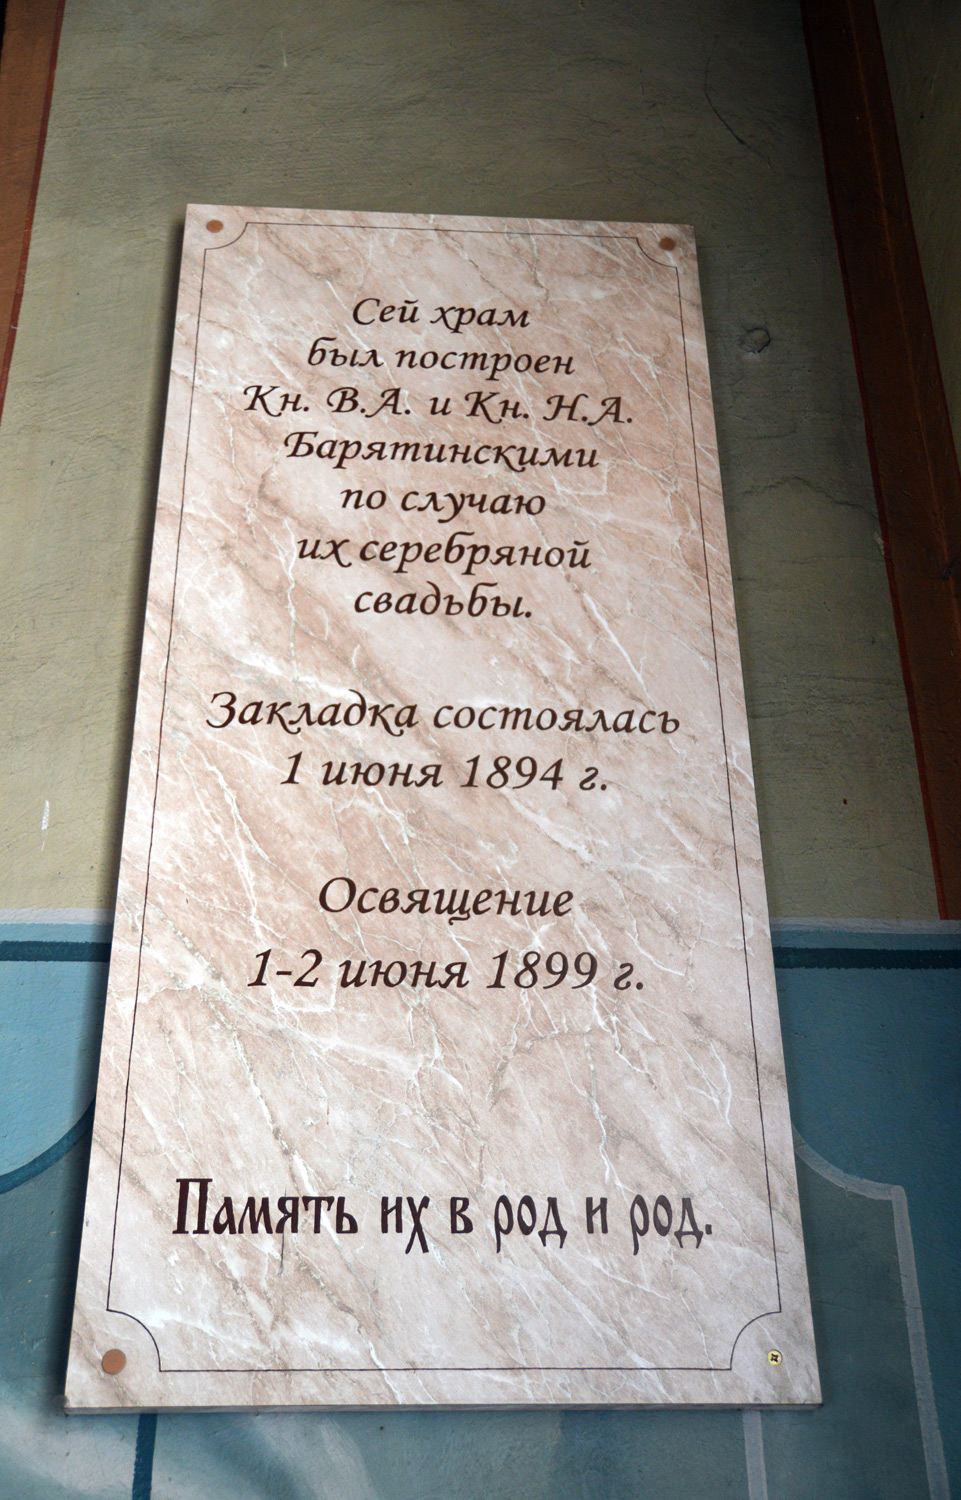 Сей храм
был построен
Кн. В.А. и Кн. Н.А.
Барятинскими
по случаю
их серебряной
свадьбы.
Закладка состоялась
1 июня 1894 г.
Освящение
1-2 июня 1899 г.
Память их в род и род.